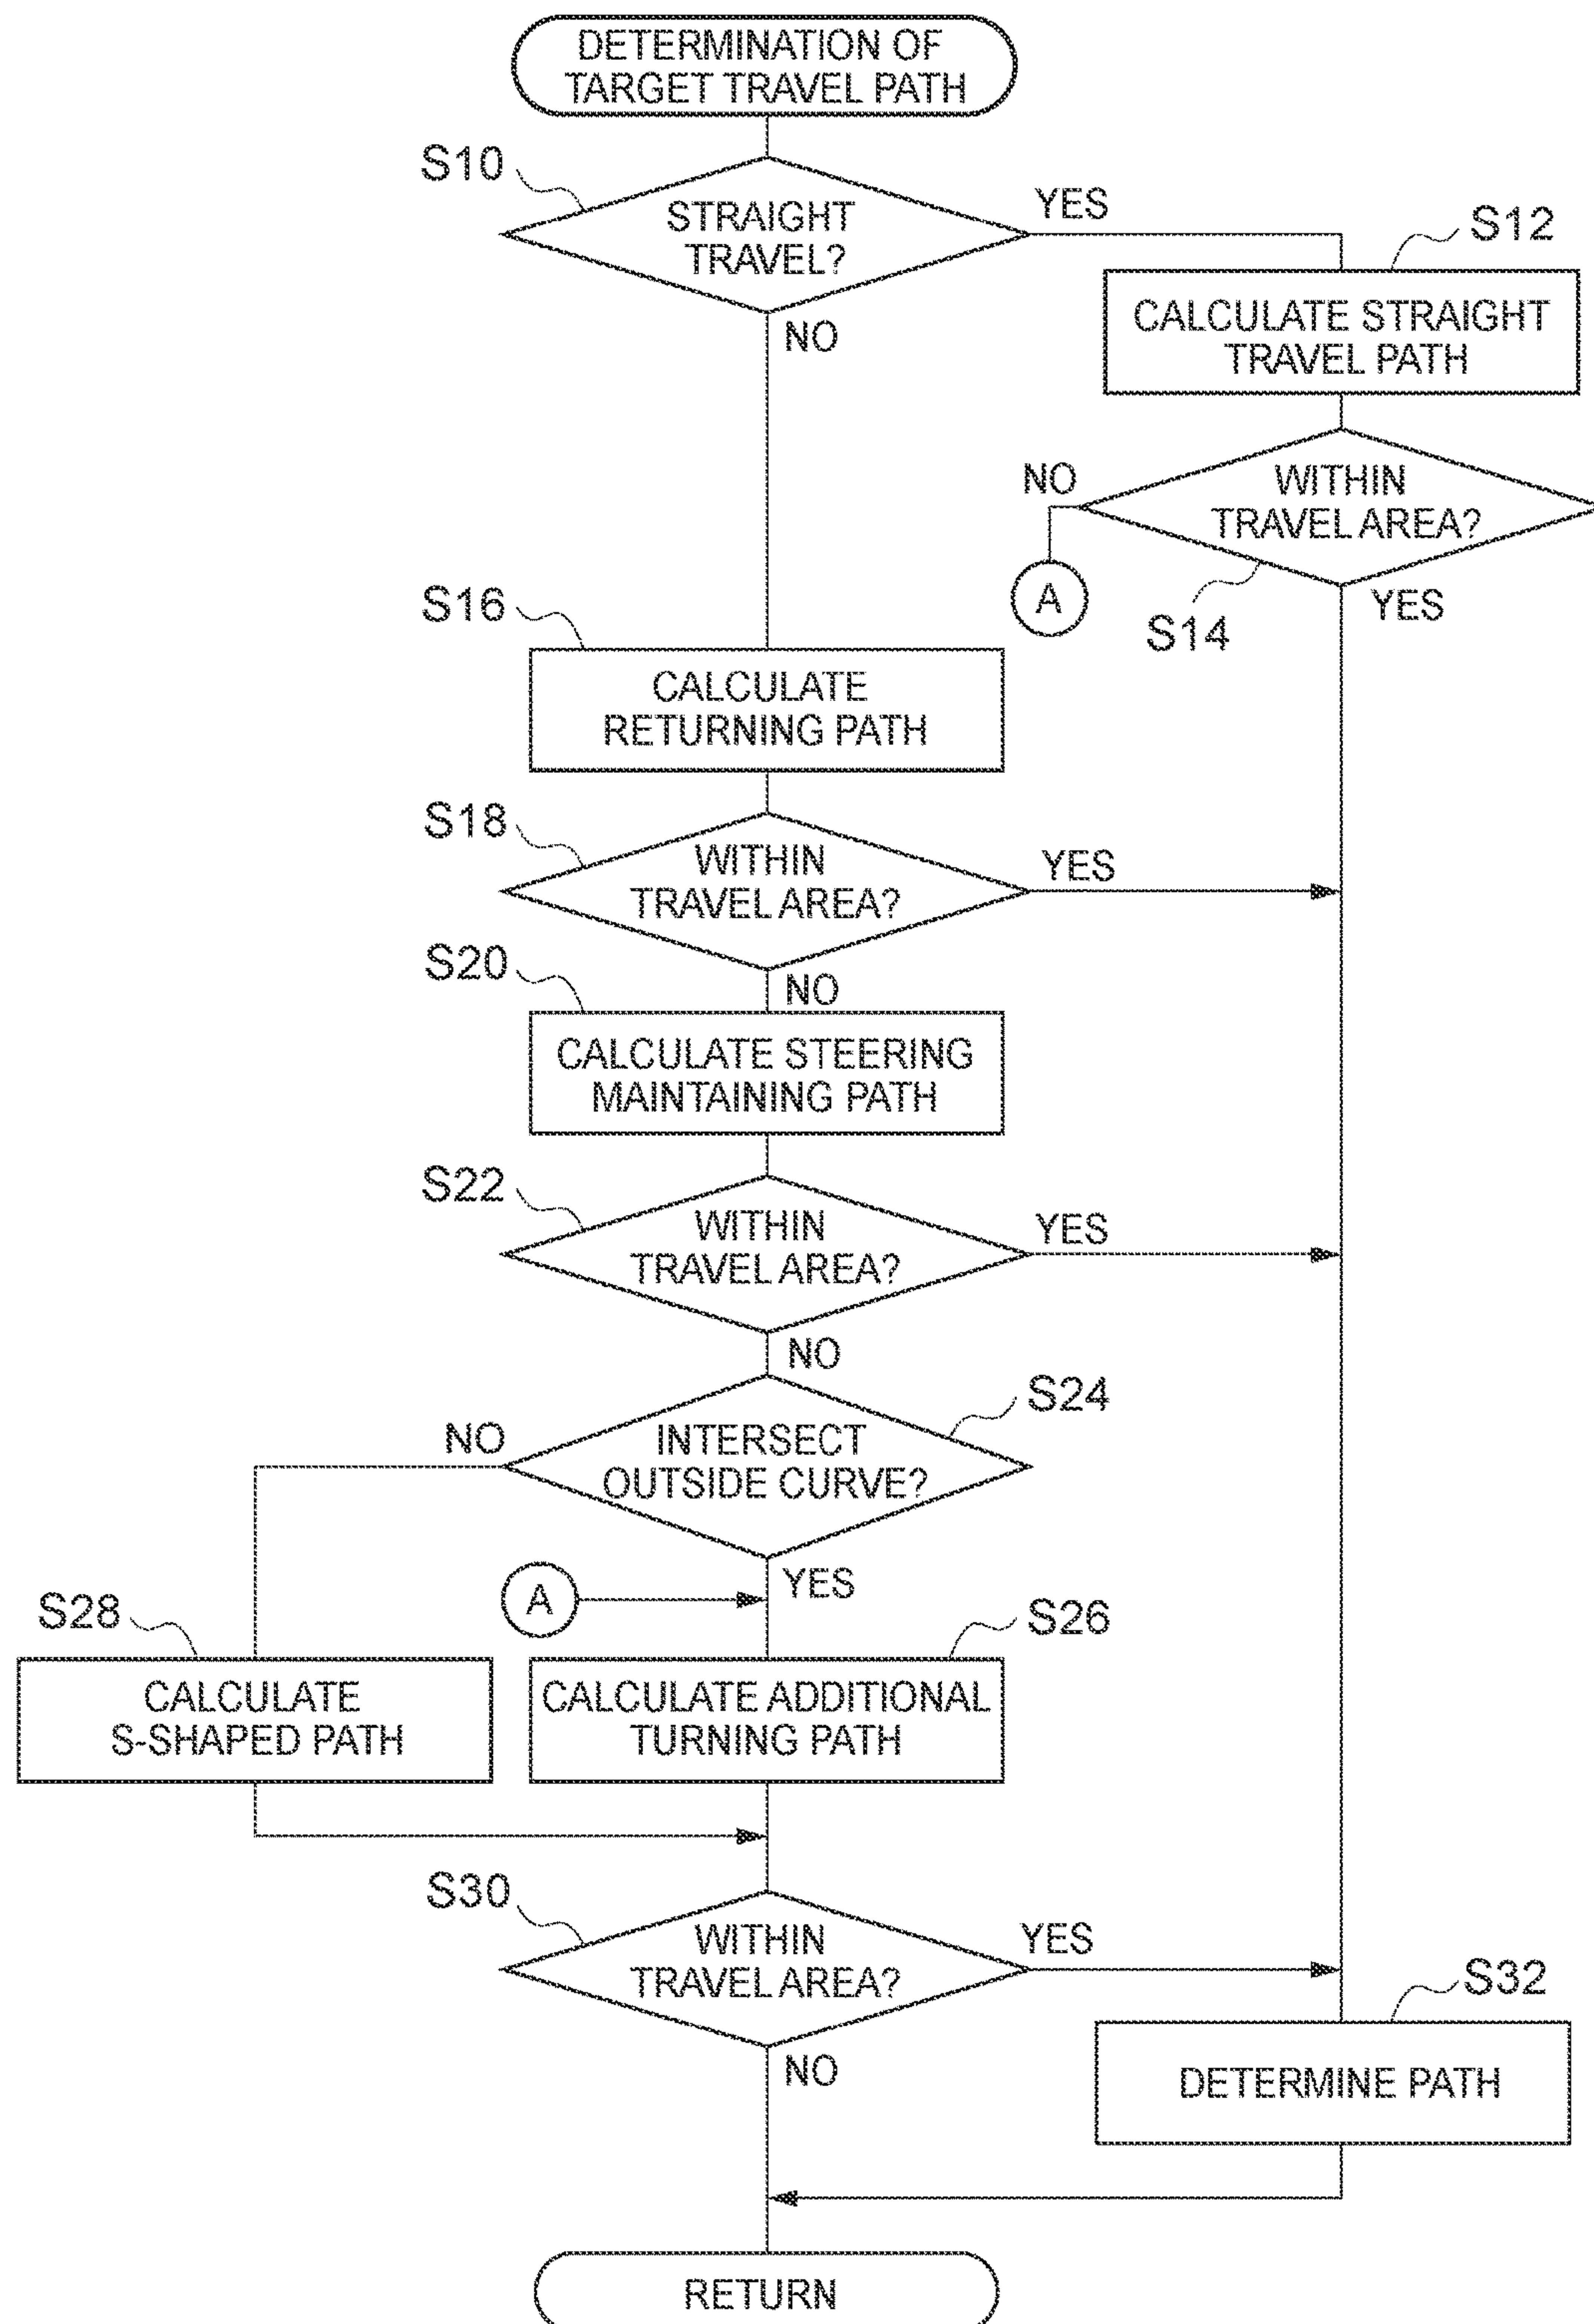 DETERMINATION OF
TARGET TRAVEL PATH
S10
STRAIGHT
TRAVEL?
YES
NO
S12
CALCULATE STRAIGHT
TRAVEL PATH
NO
WITHIN
TRAVEL AREA?
A
S14
YES
S16
CALCULATE
RETURNING PATH
S18
WITHIN
TRAVEL AREA?
YES
S20
NO
CALCULATE STEERING
MAINTAINING PATH
S22
WITHIN
TRAVEL AREA?
YES
NO
S24
NO
INTERSECT
OUTSIDE CURVE?
A
YES
S28
S26
CALCULATE
S-SHAPED PATH
CALCULATE ADDITIONAL
TURNING PATH
S30
WITHIN
TRAVEL AREA?
YES
S32
NO
DETERMINE PATH
RETURN